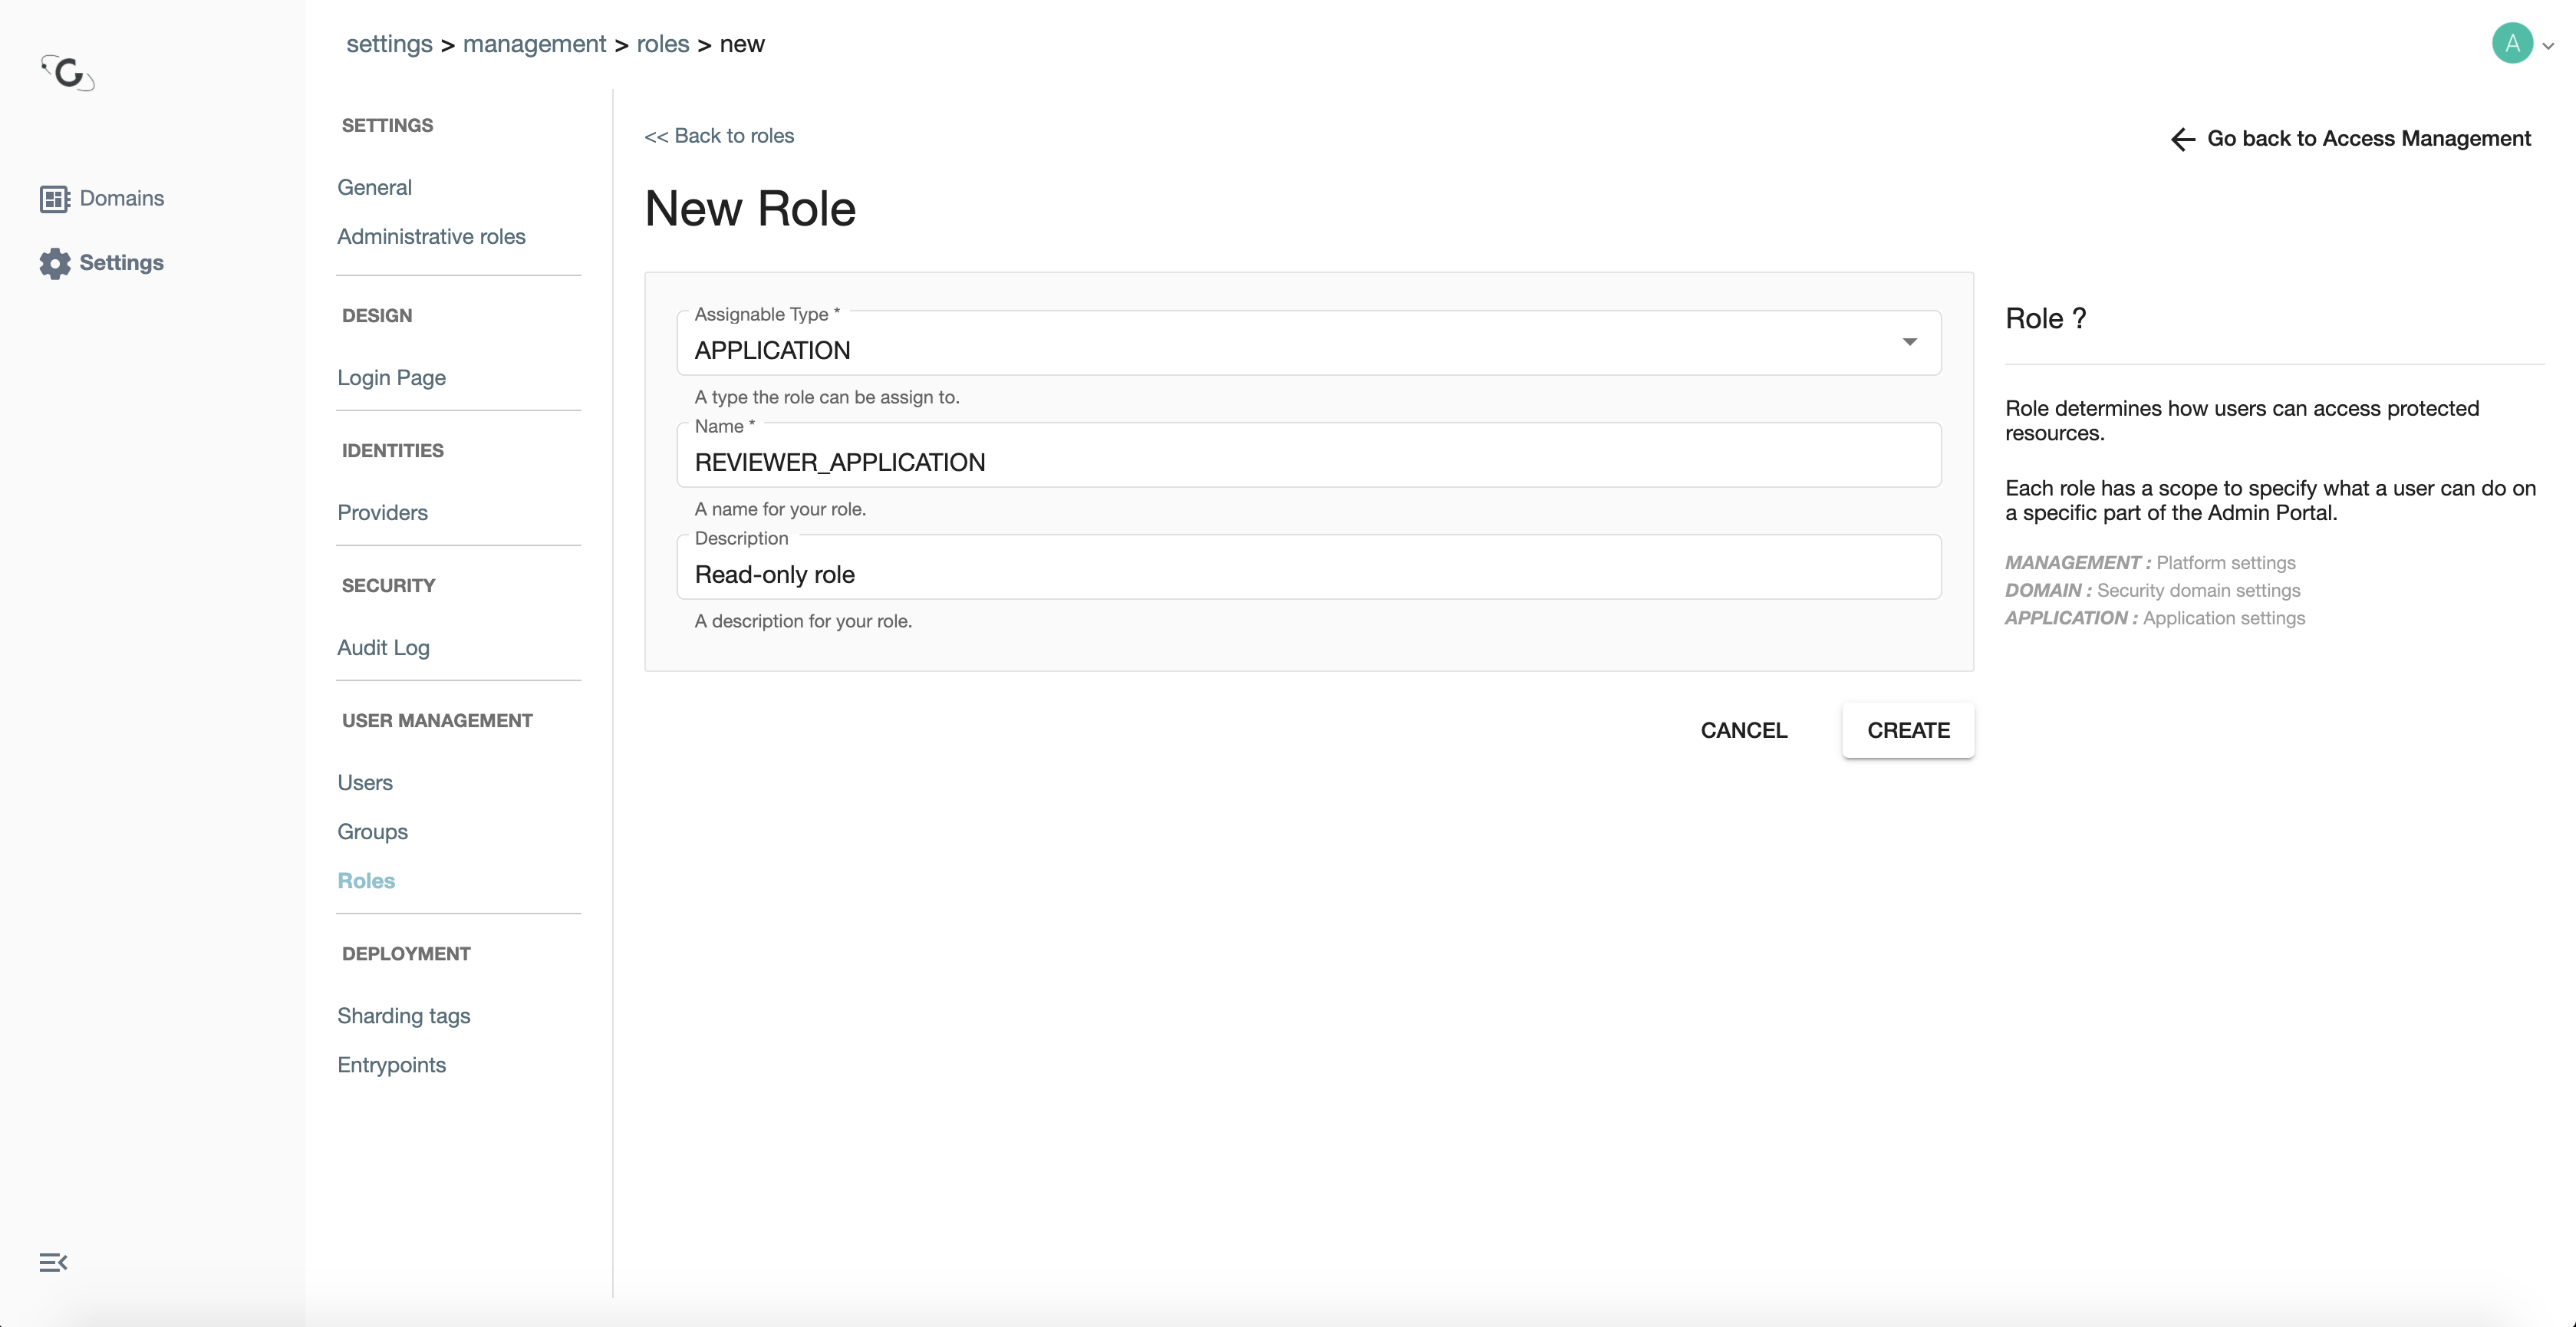 settings > management > roles > new
A
Domains
Settings
SETTINGS
General
Administrative roles
DESIGN
Login Page
IDENTITIES
Providers
SECURITY
Audit Log
USER MANAGEMENT
Users
Groups
Roles
DEPLOYMENT
Sharding tags
Entrypoints
<< Back to roles
Go back to Access Management
New Role
Assignable Type *
APPLICATION
A type the role can be assign to.
Name *
REVIEWER_APPLICATION
A name for your role.
Description
Read-only role
A description for your role.
CANCEL
CREATE
Role ?
Role determines how users can access protected
resources.
Each role has a scope to specify what a user can do on
a specific part of the Admin Portal.
MANAGEMENT : Platform settings
DOMAIN : Security domain settings
APPLICATION : Application settings